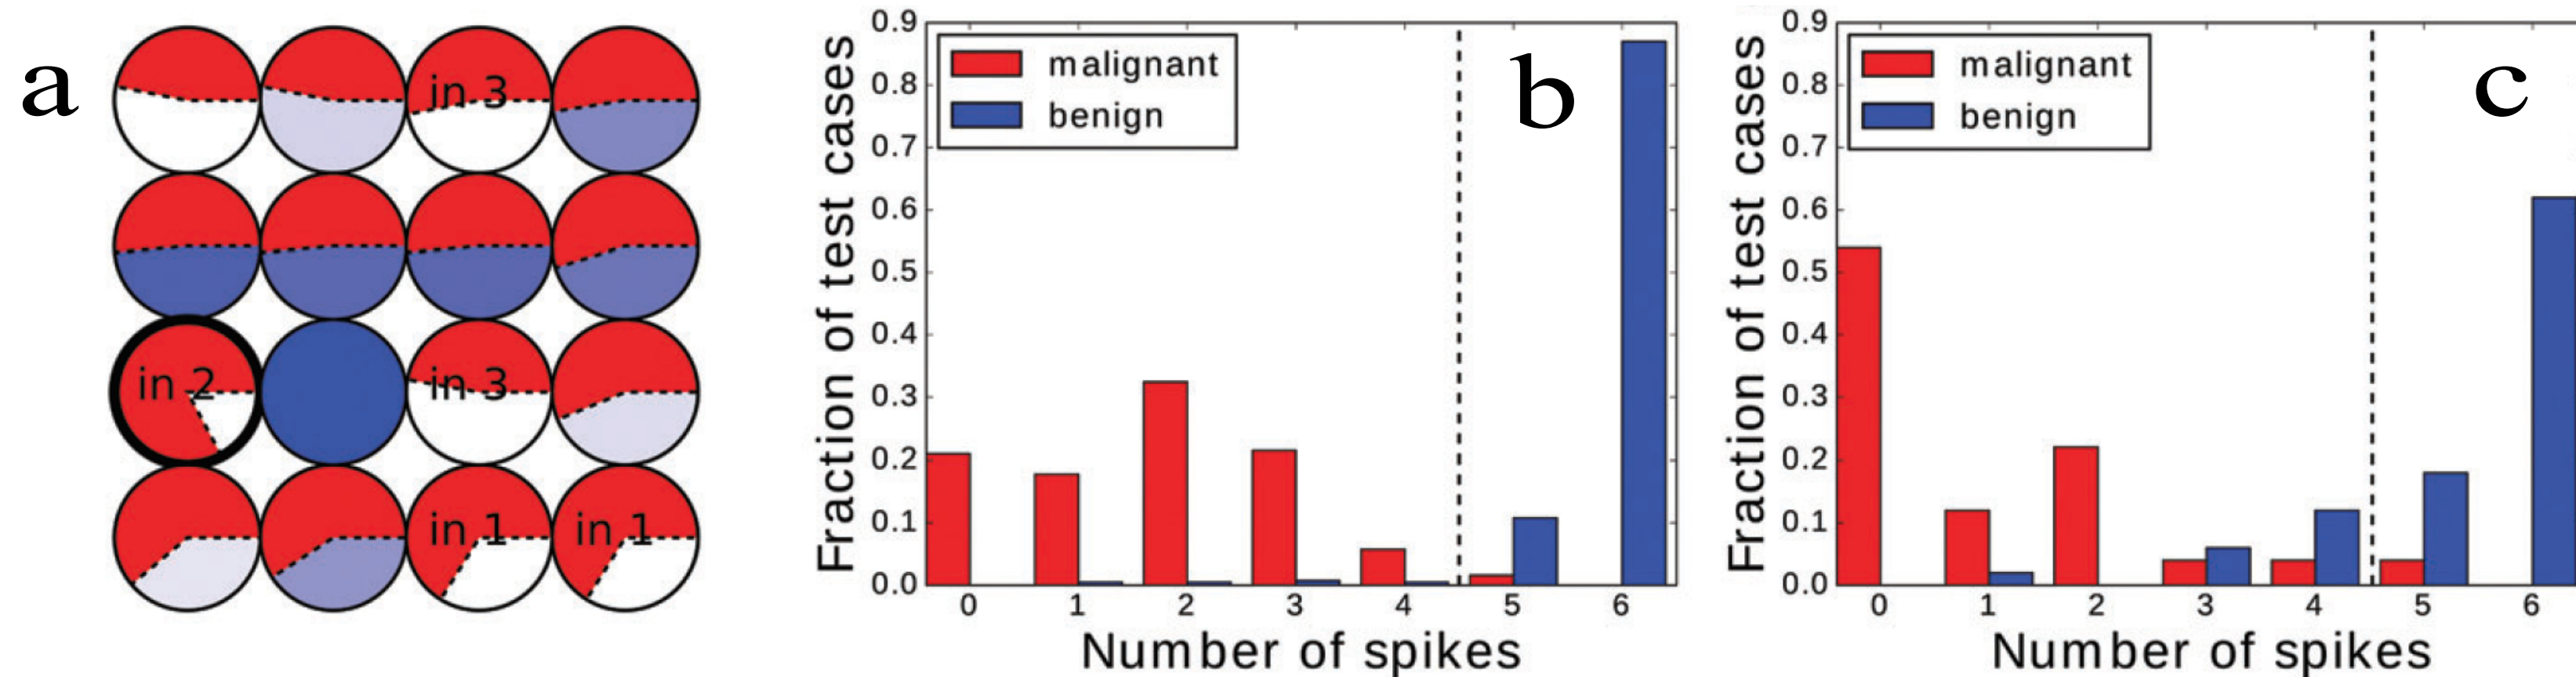 a
in 3
in 2
in 3
in 1
in 1
b
malignant
benign
0.9
0.8
0.7
0.6
0.5
0.4
0.3
0.2
0.1
0.0
0 1 2 3 4 5 6
Fraction of test cases
Number of spikes
c
malignant
benign
0.9
0.8
0.7
0.6
0.5
0.4
0.3
0.2
0.1
0.0
0 1 2 3 4 5 6
Fraction of test cases
Number of spikes